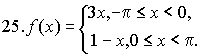 25. f(x) = { 3x, -π ≤ x < 0,
1 - x, 0 ≤ x < π.